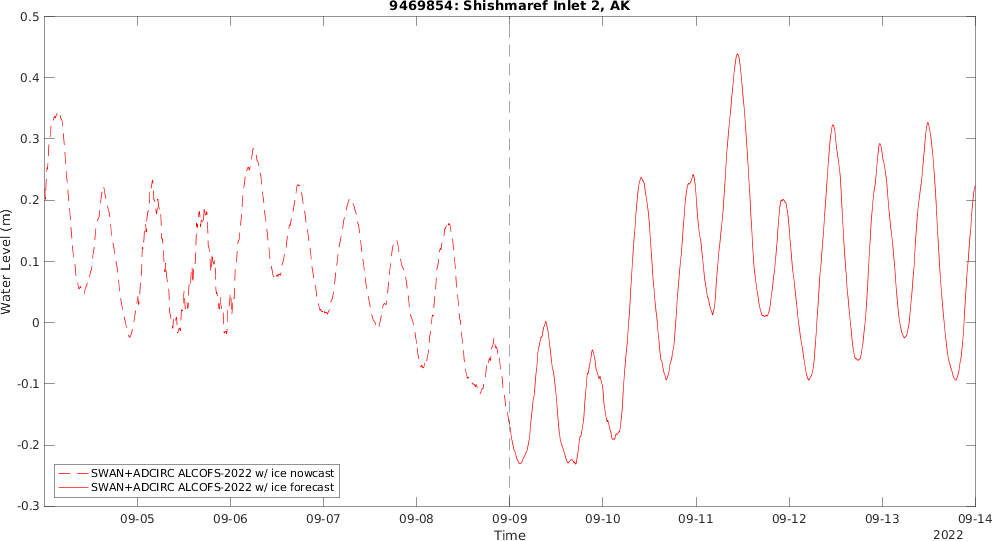 9469854: Shishmaref Inlet 2, AK
0.5
0.4
0.3
0.2
0.1
0
-0.1
-0.2
-0.3
Water Level (m)
SWAN+ADCIRC ALCOFS-2022 w/ ice nowcast
SWAN+ADCIRC ALCOFS-2022 w/ ice forecast
09-05 09-06 09-07 09-08 09-09 09-10 09-11 09-12 09-13 09-14
Time
2022